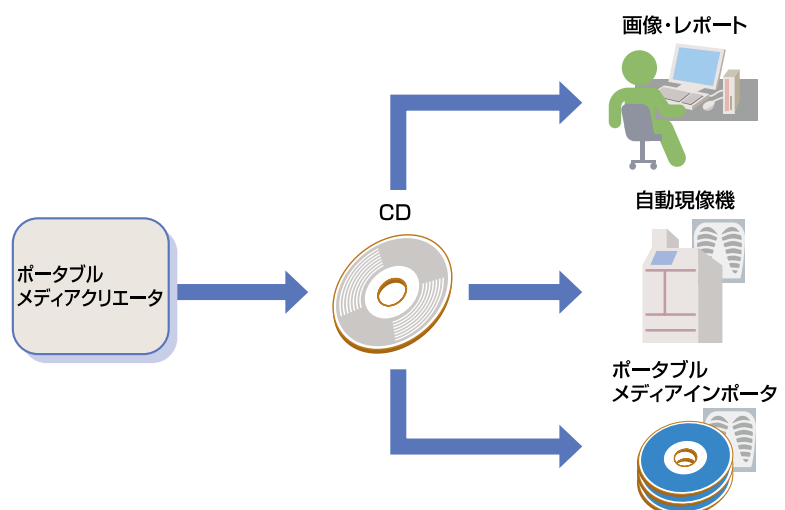 画像・レポート
CD
自動現像機
ポータブル
メディアクリエータ
ポータブル
メディアインポータ